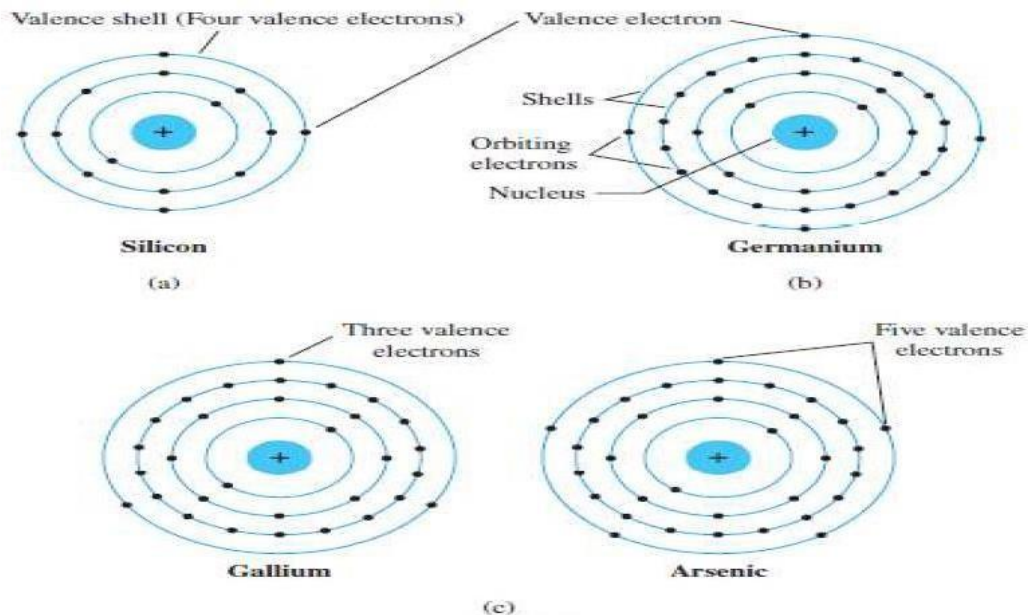 Valence shell (Four valence electrons)
Valence electron
Shells
Orbiting
electrons
Nucleus
+
+
Silicon
Germanium
(a)
(b)
Three valence
electrons
Five valence
electrons
+
+
Gallium
Arsenic
(c)